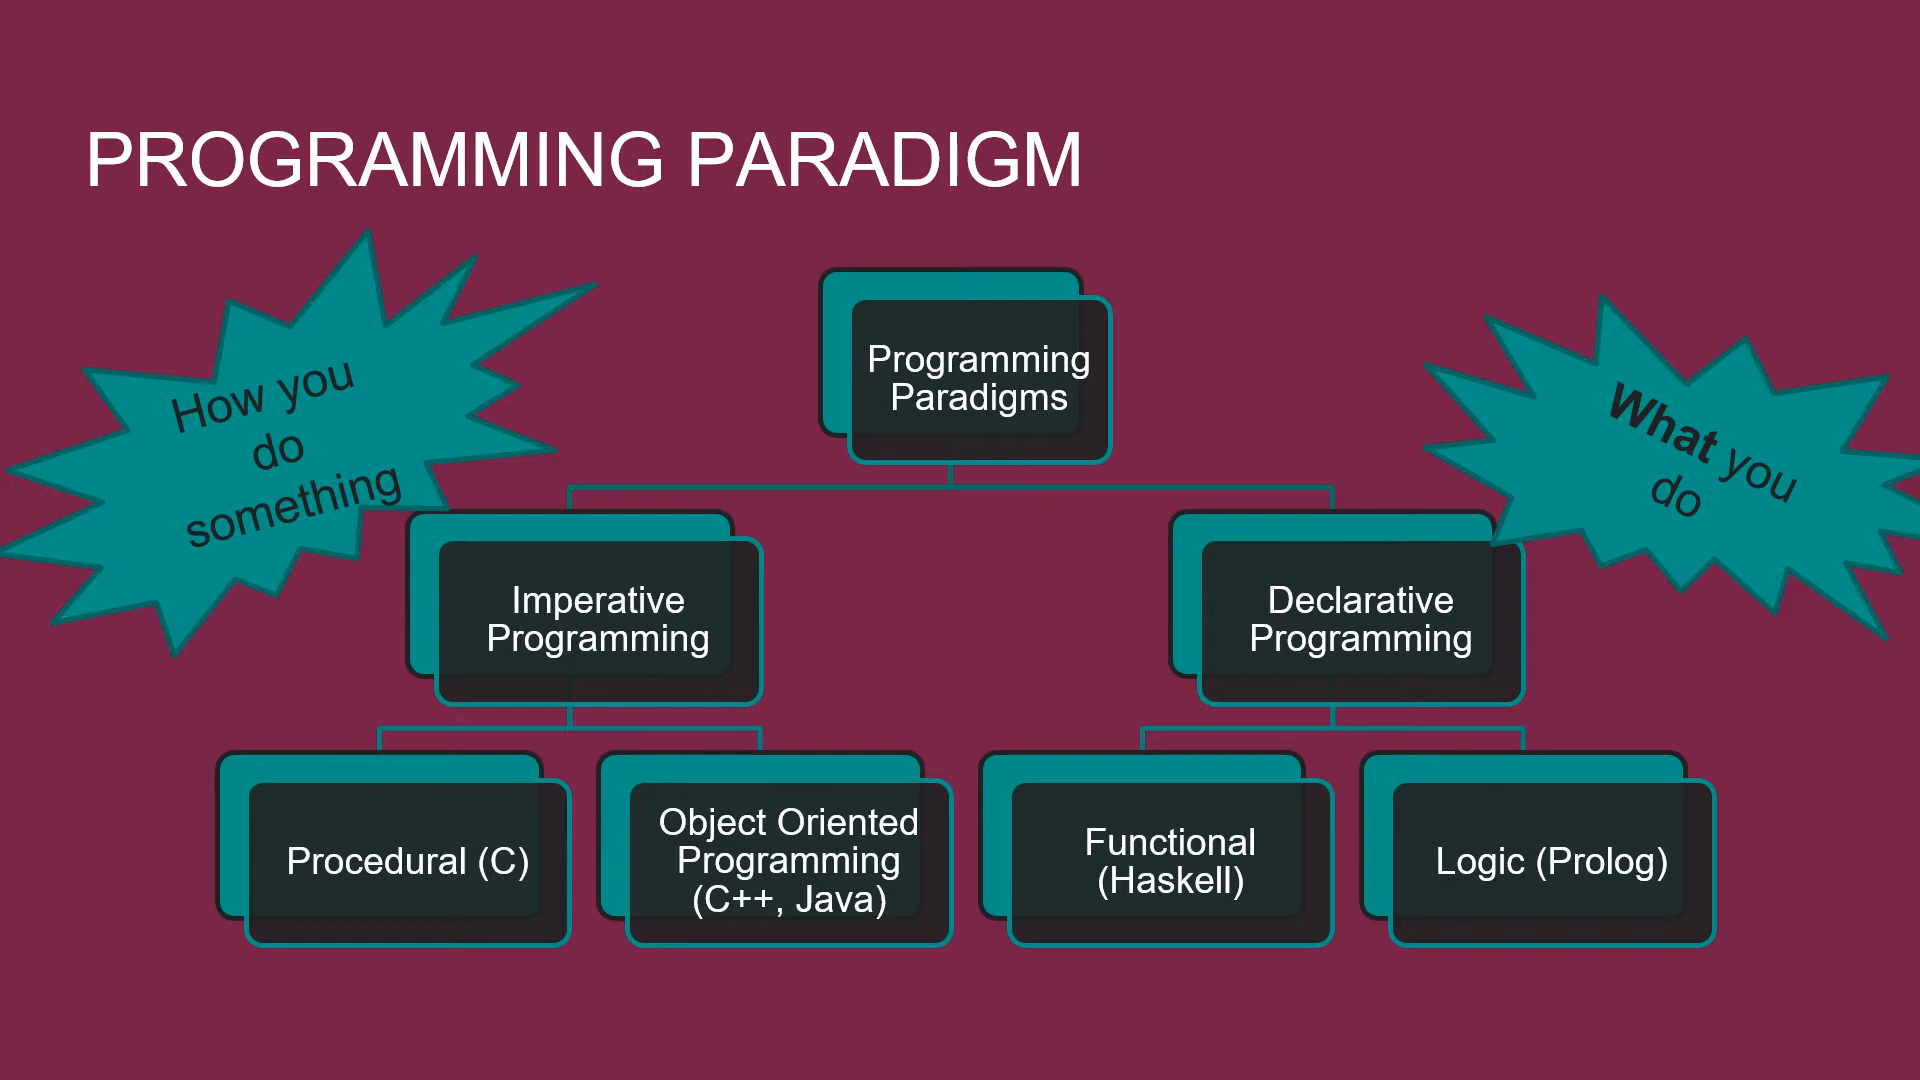 PROGRAMMING PARADIGM
How you
do
something
Programming
Paradigms
What you
do
Imperative
Programming
Declarative
Programming
Procedural (C)
Object Oriented
Programming
(C++, Java)
Functional
(Haskell)
Logic (Prolog)